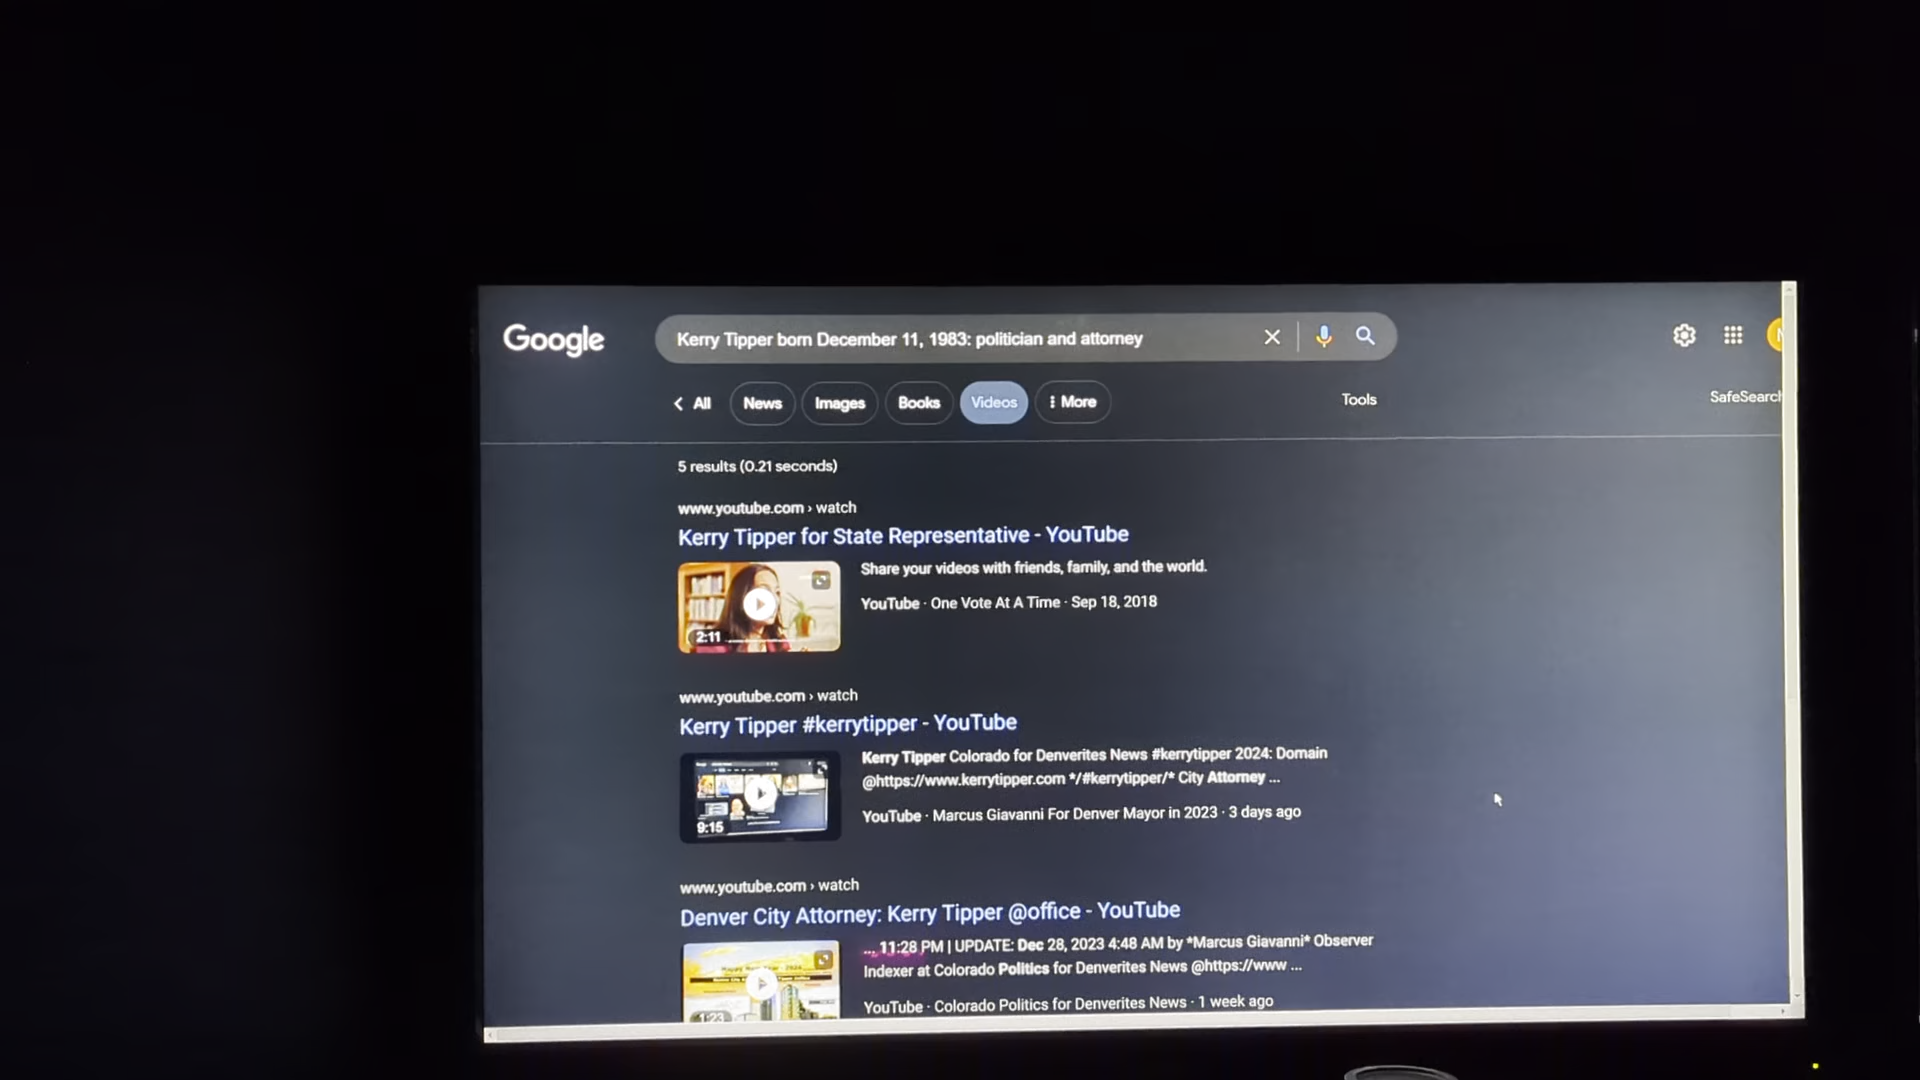 Google
Kerry Tipper born December 11, 1983: politician and attorney
All News Images Books Videos More
Tools
SafeSearch
5 results (0.21 seconds)
www.youtube.com › watch
Kerry Tipper for State Representative - YouTube
Share your videos with friends, family, and the world.
YouTube · One Vote At A Time · Sep 18, 2018
2:11
www.youtube.com › watch
Kerry Tipper #kerrytipper - YouTube
Kerry Tipper Colorado for Denverites News #kerrytipper 2024: Domain
@https://www.kerrytipper.com */#kerrytipper/* City Attorney ...
YouTube · Marcus Giavanni For Denver Mayor in 2023 · 3 days ago
9:15
www.youtube.com › watch
Denver City Attorney: Kerry Tipper @office - YouTube
... 11:28 PM | UPDATE: Dec 28, 2023 4:48 AM by *Marcus Giavanni* Observer
Indexer at Colorado Politics for Denverites News @https://www ...
YouTube · Colorado Politics for Denverites News · 1 week ago
1:23